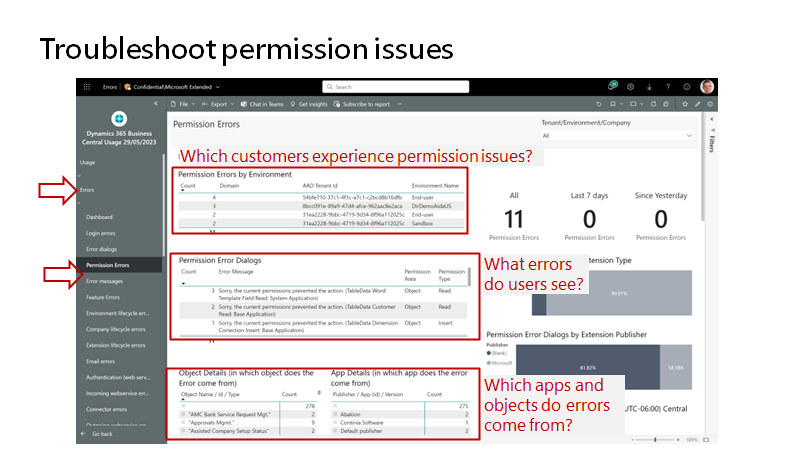 Troubleshoot permission issues
Errors
Confidential\Microsoft Extended
Search
File
Export
Chat in Teams
Get insights
Subscribe to report
Dynamics 365 Business
Central Usage 29/05/2023
Usage
Errors
Dashboard
Login errors
Error dialogs
Permission Errors
Error messages
Feature Errors
Environment lifecycle err...
Company lifecycle errors
Extension lifecycle errors
Email errors
Authentication (web serv...
Incoming webservice err...
Connector errors
Go back
Permission Errors
Tenant/Environment/Company
All
Filters
Which customers experience permission issues?
Permission Errors by Environment
Count Domain AAD Tenant Id Environment Name
4 54bfe710-37c1-4f1c-a7c1-c2bcd8b16dfb End-user
3 8bcc091e-89a9-47d4-afce-962aac8e2aca DirDemoAidaUS
2 31ea2228-9bbc-4719-9d34-8f96a112025c End-user
2 31ea2228-9bbc-4719-9d34-8f96a112025c Sandbox
11
All
11
Permission Errors
Last 7 days
0
Permission Errors
Since Yesterday
0
Permission Errors
Permission Error Dialogs
Count Error Message Permission Area Permission Type
3 Sorry, the current permissions prevented the action. (TableData Word Object Read
Template Field Read: System Application)
2 Sorry, the current permissions prevented the action. (TableData Customer Object Read
Read: Base Application)
1 Sorry, the current permissions prevented the action. (TableData Dimension Object Insert
Correction Insert: Base Application)
11
What errors
do users see?
Extension Type
90.91%
Permission Error Dialogs by Extension Publisher
Publisher
(Blank)
Microsoft
81.82%
18.18%
Object Details (in which object does the
Error come from)
Object Name / Id / Type Count
278
"AMC Bank Service Request Mgt." 2
"Approvals Mgmt." 9
"Assisted Company Setup Status" 2
App Details (in which app does the error
come from)
Publisher / App (id) / Version Count
275
Abakion 2
Continia Software 1
Default publisher 2
Which apps and
objects do errors
come from?
(UTC-06:00) Central
105%